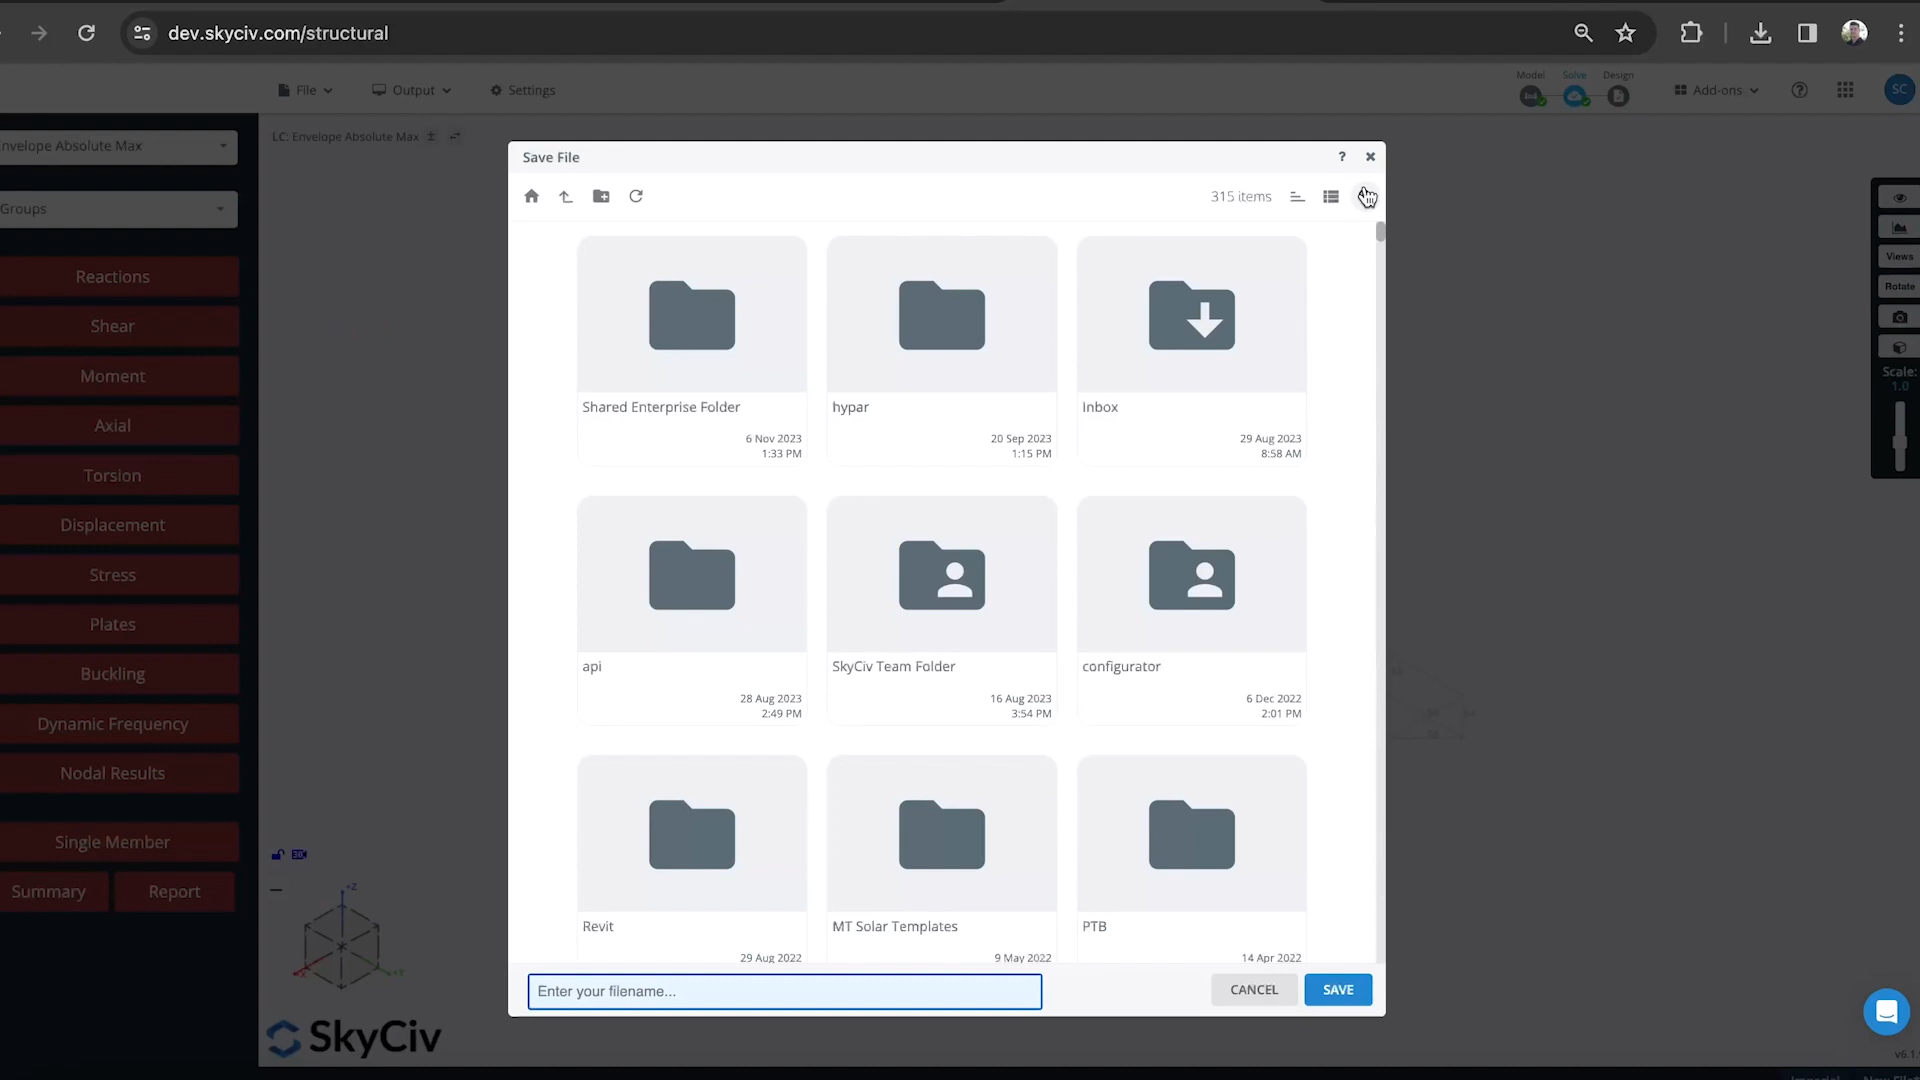 dev.skyciv.com/structural
File
Output
Settings
Model
Solve
Design
Add-ons
SC
Envelope Absolute Max
LC: Envelope Absolute Max
Groups
Reactions
Shear
Moment
Axial
Torsion
Displacement
Stress
Plates
Buckling
Dynamic Frequency
Nodal Results
Single Member
Summary
Report
Save File
?
315 items
Shared Enterprise Folder
6 Nov 2023
1:33 PM
hypar
20 Sep 2023
1:15 PM
Inbox
29 Aug 2023
8:58 AM
api
28 Aug 2023
2:49 PM
SkyCiv Team Folder
16 Aug 2023
3:54 PM
configurator
6 Dec 2022
2:01 PM
Revit
29 Aug 2022
MT Solar Templates
9 May 2022
PTB
14 Apr 2022
Enter your filename...
CANCEL
SAVE
Views
Rotate
Scale:
1.0
3D
+Z
+Y
SkyCiv